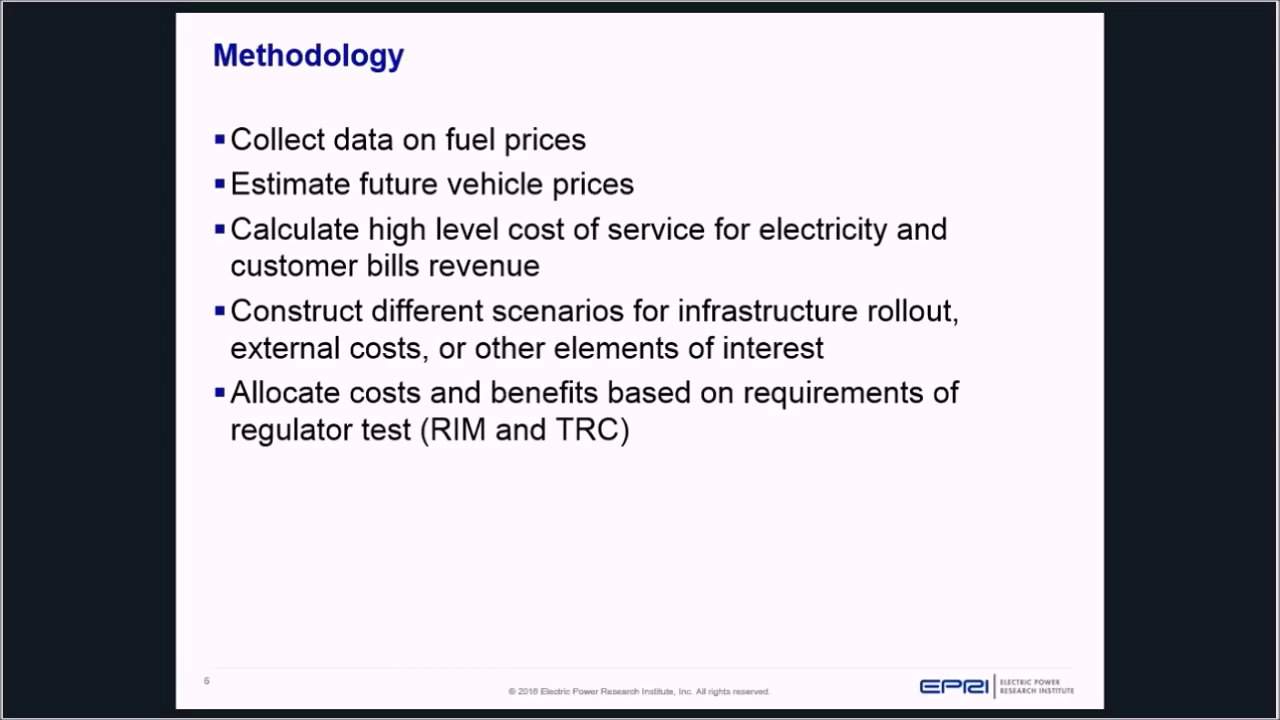 Methodology
Collect data on fuel prices
Estimate future vehicle prices
Calculate high level cost of service for electricity and
customer bills revenue
Construct different scenarios for infrastructure rollout,
external costs, or other elements of interest
Allocate costs and benefits based on requirements of
regulator test (RIM and TRC)
6
© 2016 Electric Power Research Institute, Inc. All rights reserved.
EPRI
ELECTRIC POWER
RESEARCH INSTITUTE